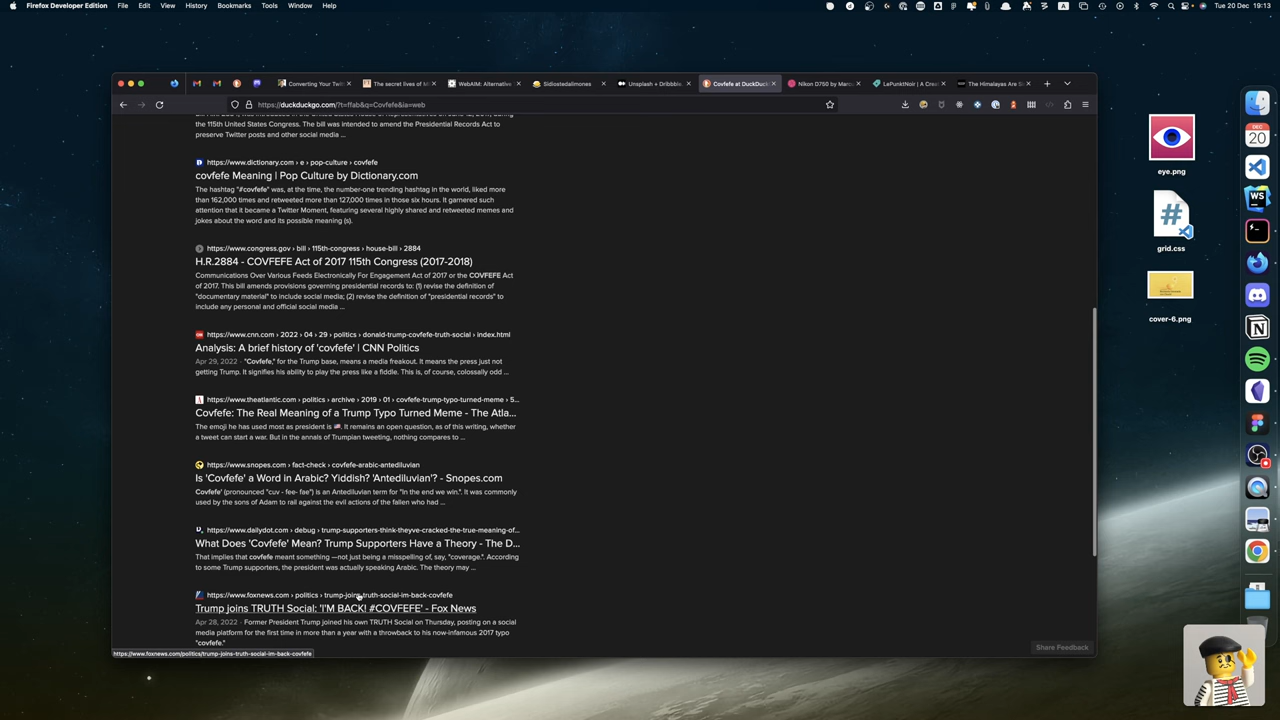 Firefox Developer Edition File Edit View History Bookmarks Tools Window Help
Tue 20 Dec 19:13
Converting Your Twit
The secret lives of M
WebAIM: Alternative
Sidiostedalimones
Unsplash + Dribbble
Covfefe at DuckDuck
Nikon D750 by Manu
LaPunktNoir | A Crea
The Himalayas Are Si
https://duckduckgo.com/?t=ffab&q=Covfefe&ia=web
the 115th United States Congress. The bill was intended to amend the Presidential Records Act to
preserve Twitter posts and other social media ...
https://www.dictionary.com › e › pop-culture › covfefe
covfefe Meaning | Pop Culture by Dictionary.com
The hashtag "#covfefe" was, at the time, the number-one trending hashtag in the world, liked more
than 162,000 times and retweeted more than 127,000 times in those six hours. It garnered such
attention that it became a Twitter Moment, featuring several highly shared and retweeted memes and
jokes about the word and its possible meaning (s).
https://www.congress.gov › bill › 115th-congress › house-bill › 2884
H.R.2884 - COVFEFE Act of 2017 115th Congress (2017-2018)
Communications Over Various Feeds Electronically For Engagement Act of 2017 or the COVFEFE Act
of 2017. This bill amends provisions governing presidential records to: (1) revise the definition of
"documentary material" to include social media; (2) revise the definition of "presidential records" to
include any personal and official social media ...
https://www.cnn.com › 2022 › 04 › 29 › politics › donald-trump-covfefe-truth-social › index.html
Analysis: A brief history of 'covfefe' | CNN Politics
Apr 29, 2022 · "Covfefe," for the Trump base, means a media freakout. It means the press just not
getting Trump. It signifies his ability to play the press like a fiddle. This is, of course, colossally odd ...
https://www.theatlantic.com › politics › archive › 2019 › 01 › covfefe-trump-typo-turned-meme › 5...
Covfefe: The Real Meaning of a Trump Typo Turned Meme - The Atla...
The emoji he has used most as president is 🇺🇸. It remains an open question, as of this writing, whether
a tweet can start a war. But in the annals of Trumpian tweeting, nothing compares to ...
https://www.snopes.com › fact-check › covfefe-arabic-antediluvian
Is 'Covfefe' a Word in Arabic? Yiddish? 'Antediluvian'? - Snopes.com
Covfefe' (pronounced "cuv - fee- fae") is an Antediluvian term for "In the end we win.". It was commonly
used by the sons of Adam to rail against the evil actions of the fallen who had ...
https://www.dailydot.com › debug › trump-supporters-think-theyve-cracked-the-true-meaning-of...
What Does 'Covfefe' Mean? Trump Supporters Have a Theory - The D...
That implies that covfefe meant something —not just being a misspelling of, say, "coverage.". According
to some Trump supporters, the president was actually speaking Arabic. The theory may ...
https://www.foxnews.com › politics › trump-joins-truth-social-im-back-covfefe
Trump joins TRUTH Social: 'I'M BACK! #COVFEFE' - Fox News
Apr 28, 2022 · Former President Trump joined his own TRUTH Social on Thursday, posting on a social
media platform for the first time in more than a year with a throwback to his now-infamous 2017 typo
"covfefe."
https://www.foxnews.com/politics/trump-joins-truth-social-im-back-covfefe
Share Feedback
eye.png
grid.css
cover-6.png
DEC
20
WS